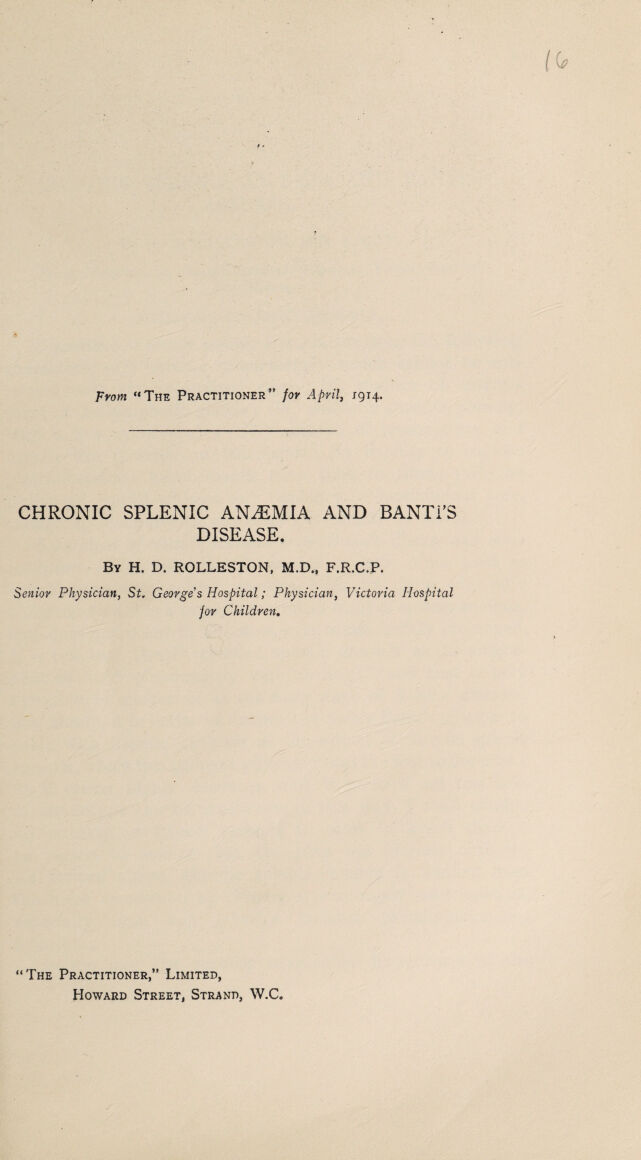 16
From “The Practitioner” for April, 1914.
CHRONIC SPLENIC ANÆMIA AND BANTI'S
DISEASE.
By H. D. ROLLESTON, M.D., F.R.C.P.
Senior Physician, St. George's Hospital; Physician, Victoria Hospital
for Children.
“The Practitioner,” Limited,
Howard Street, Strand, W.C.